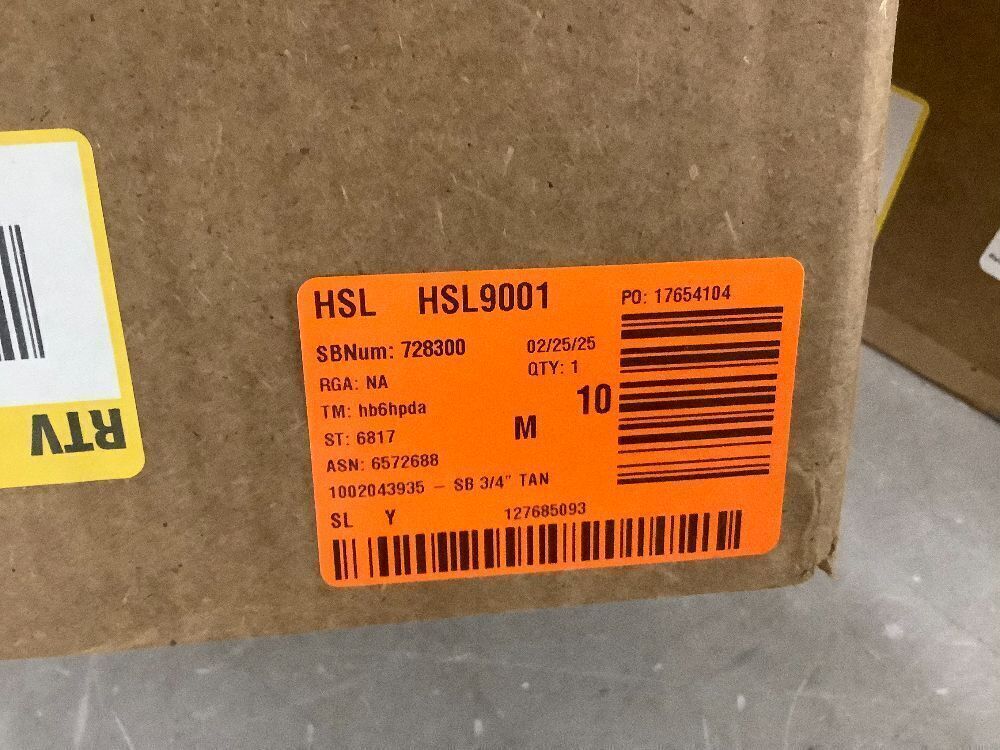 HSL HSL9001
PO: 17654104
SBNum: 728300
02/25/25
RGA: NA
QTY: 1
TM: hb6hpda
M
10
ST: 6817
ASN: 6572688
1002043935 – SB 3/4" TAN
SL Y
127685093
RTV